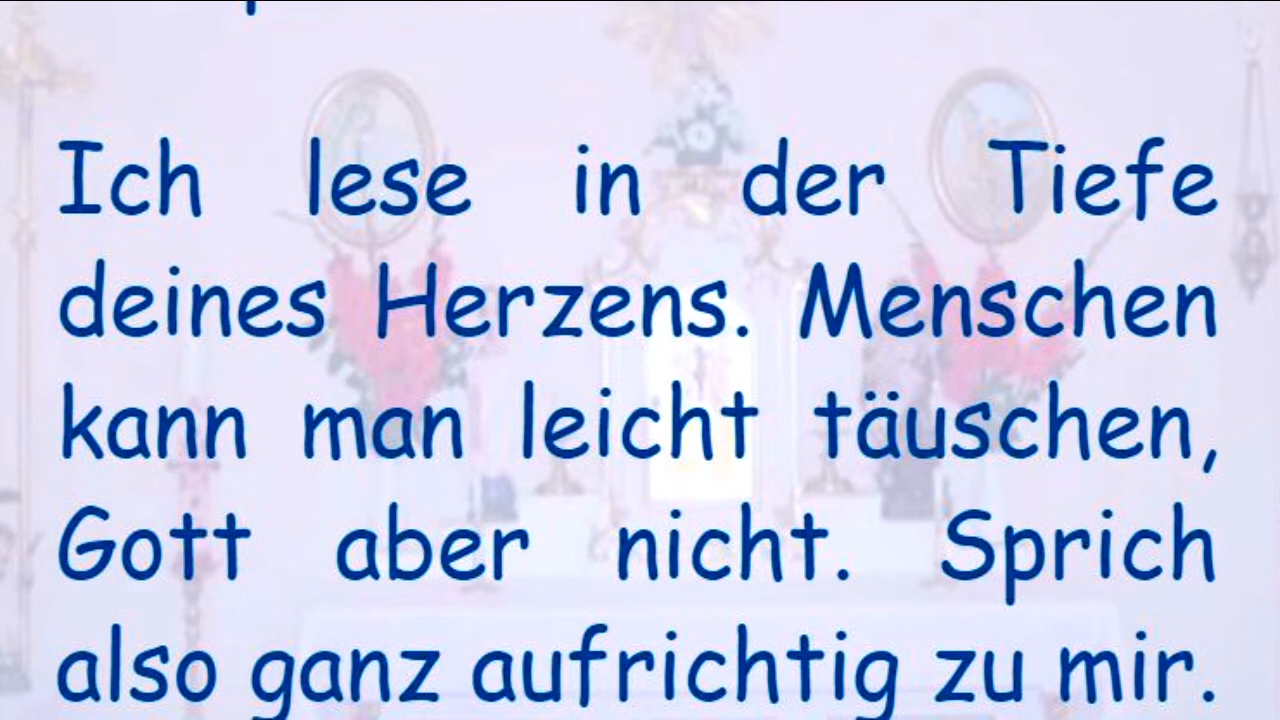 Ich lese in der Tiefe
deines Herzens. Menschen
kann man leicht täuschen,
Gott aber nicht. Sprich
also ganz aufrichtig zu mir.